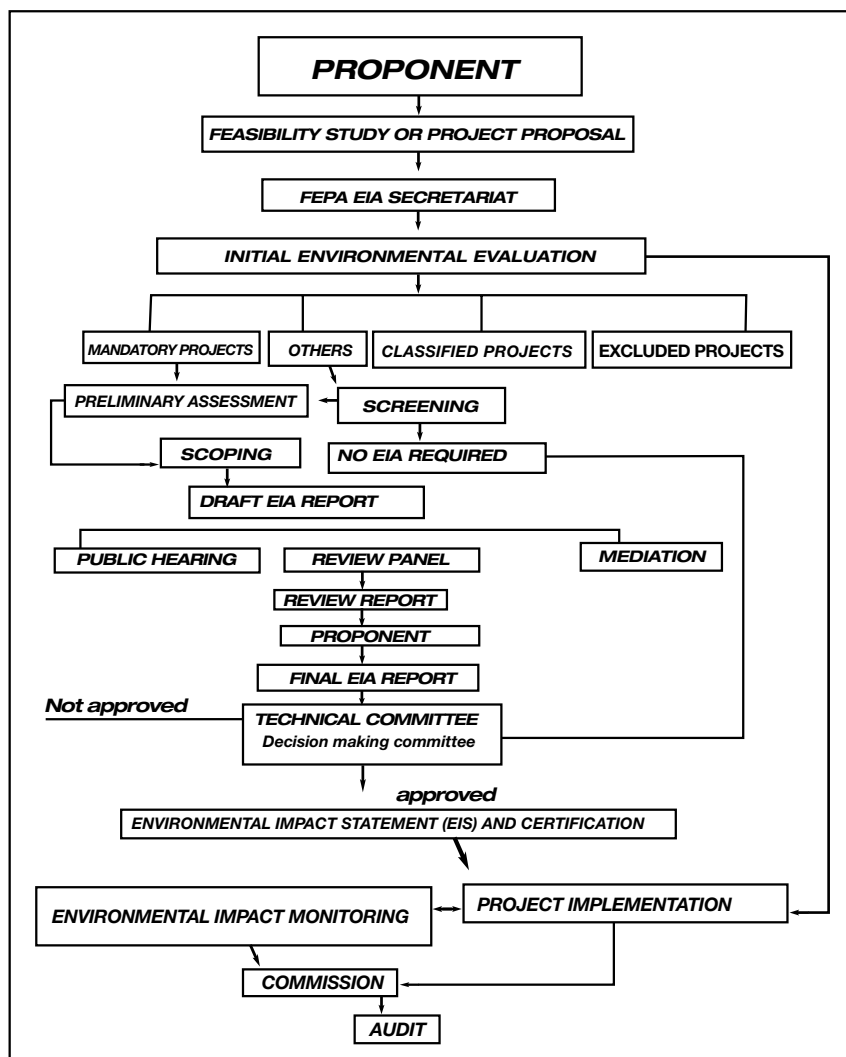 PROPONENT
FEASIBILITY STUDY OR PROJECT PROPOSAL
FEPA EIA SECRETARIAT
INITIAL ENVIRONMENTAL EVALUATION
MANDATORY PROJECTS
OTHERS
CLASSIFIED PROJECTS
EXCLUDED PROJECTS
PRELIMINARY ASSESSMENT
SCREENING
SCOPING
NO EIA REQUIRED
DRAFT EIA REPORT
PUBLIC HEARING
REVIEW PANEL
MEDIATION
REVIEW REPORT
PROPONENT
FINAL EIA REPORT
Not approved
TECHNICAL COMMITTEE
Decision making committee
approved
ENVIRONMENTAL IMPACT STATEMENT (EIS) AND CERTIFICATION
ENVIRONMENTAL IMPACT MONITORING
PROJECT IMPLEMENTATION
COMMISSION
AUDIT